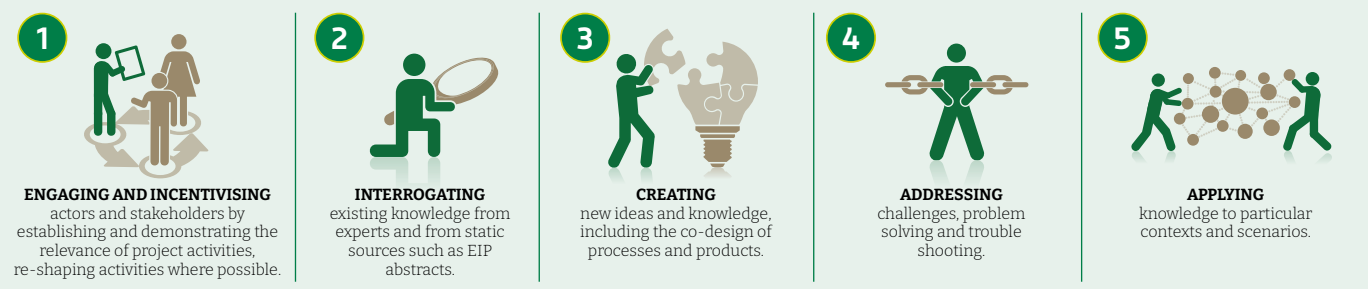 1
ENGAGING AND INCENTIVISING
actors and stakeholders by
establishing and demonstrating the
relevance of project activities,
re-shaping activities where possible.
2
INTERROGATING
existing knowledge from
experts and from static
sources such as EIP
abstracts.
3
CREATING
new ideas and knowledge,
including the co-design of
processes and products.
4
ADDRESSING
challenges, problem
solving and trouble
shooting.
5
APPLYING
knowledge to particular
contexts and scenarios.